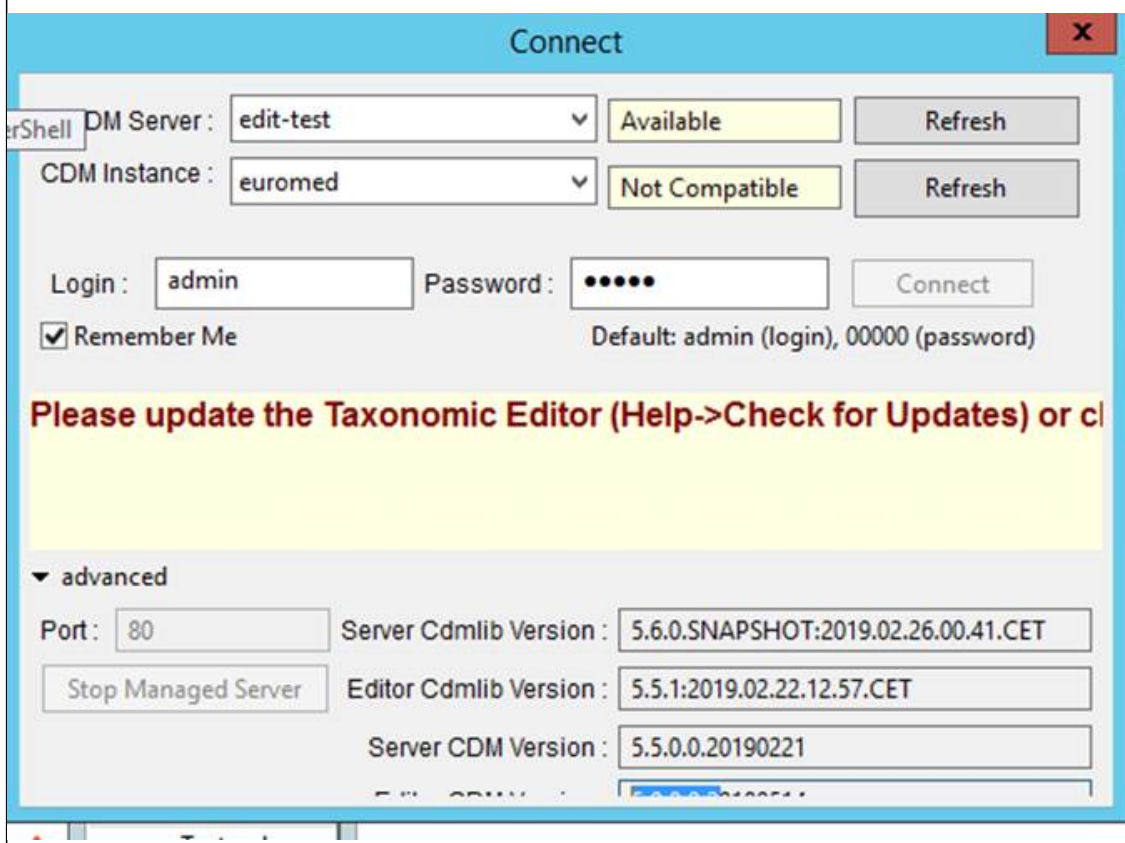 Connect
x
erShell
DM Server : edit-test Available Refresh
CDM Instance : euromed Not Compatible Refresh
Login : admin Password : ••••• Connect
Remember Me Default: admin (login), 00000 (password)
Please update the Taxonomic Editor (Help->Check for Updates) or cl
advanced
Port : 80 Server Cdmlib Version : 5.6.0.SNAPSHOT:2019.02.26.00.41.CET
Stop Managed Server Editor Cdmlib Version : 5.5.1:2019.02.22.12.57.CET
Server CDM Version : 5.5.0.0.20190221